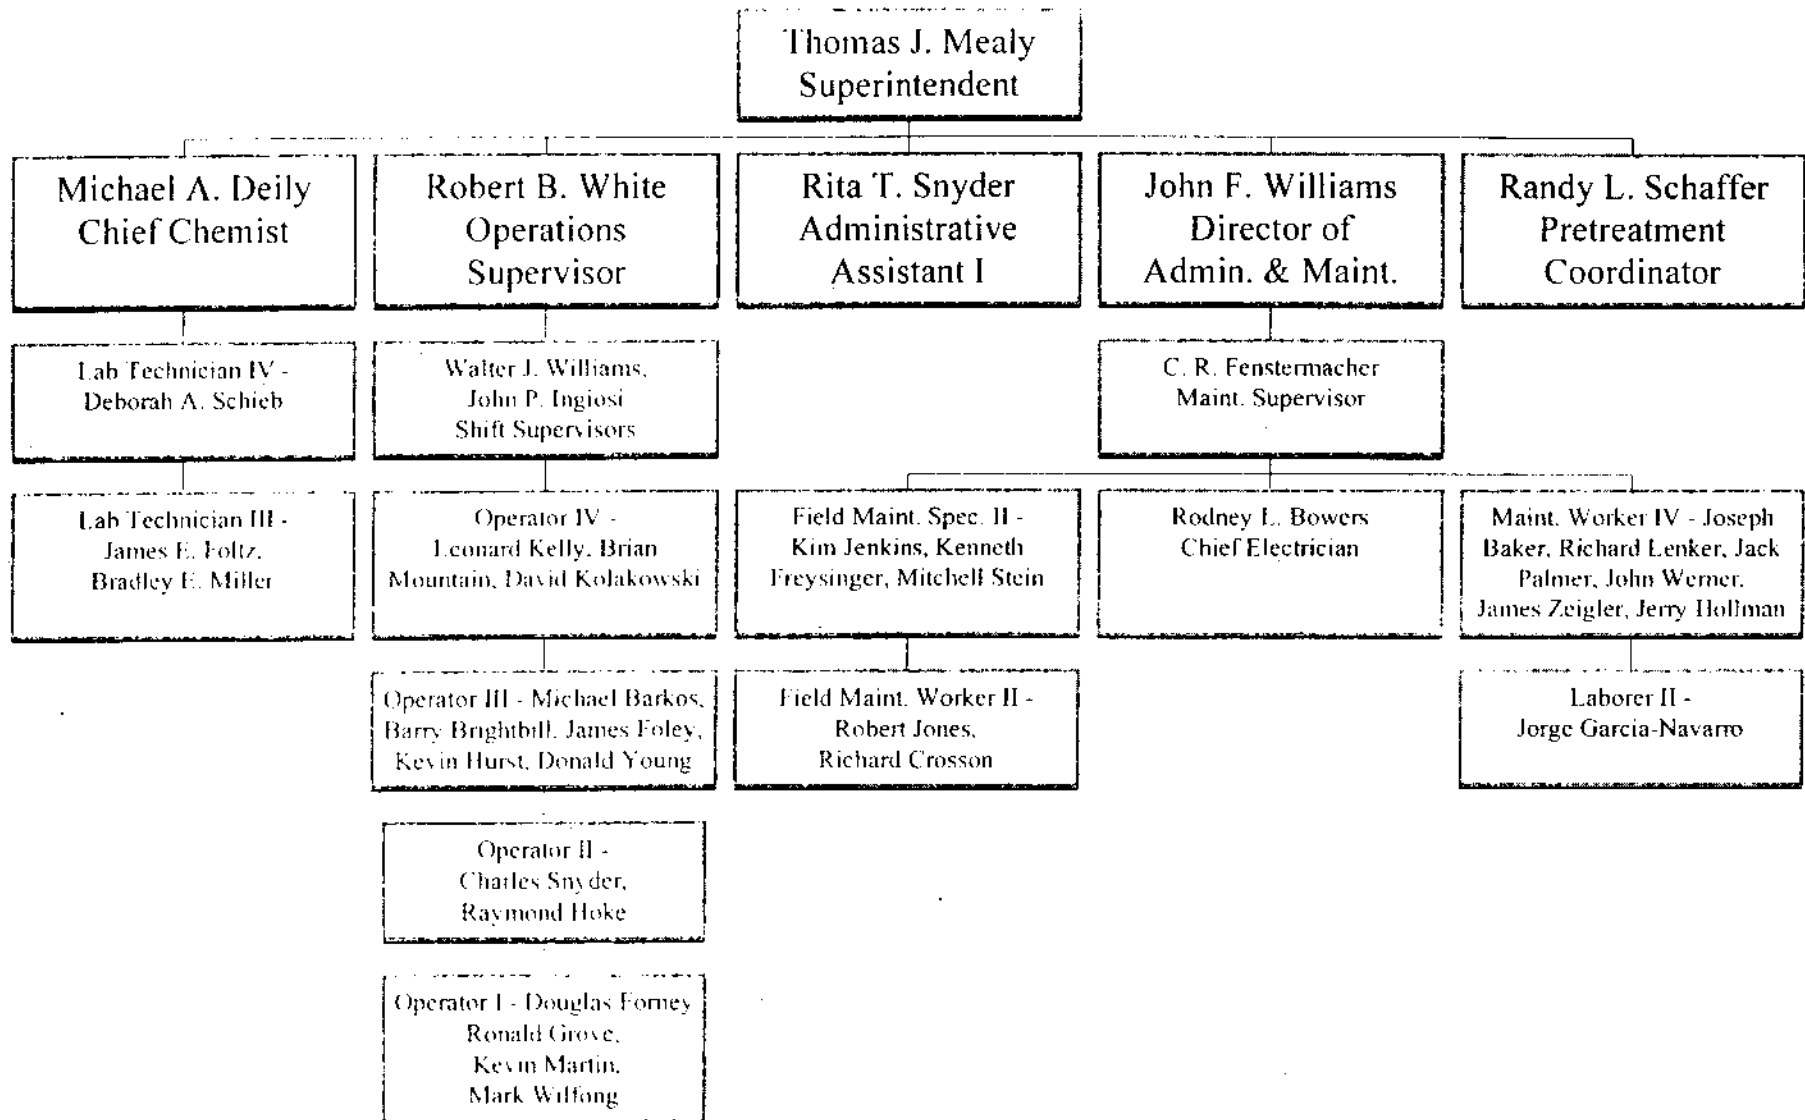 Thomas J. Mealy
Superintendent
Michael A. Deily
Chief Chemist
Robert B. White
Operations
Supervisor
Rita T. Snyder
Administrative
Assistant I
John F. Williams
Director of
Admin. & Maint.
Randy L. Schaffer
Pretreatment
Coordinator
Lab Technician IV -
Deborah A. Schieb
Walter J. Williams,
John P. Ingiosi
Shift Supervisors
C. R. Fenstermacher
Maint. Supervisor
Lab Technician III -
James E. Foltz,
Bradley E. Miller
Operator IV -
Leonard Kelly, Brian
Mountain, David Kolakowski
Field Maint. Spec. II -
Kim Jenkins, Kenneth
Freysinger, Mitchell Stein
Rodney L. Bowers
Chief Electrician
Maint. Worker IV - Joseph
Baker, Richard Lenker, Jack
Palmer, John Werner,
James Zeigler, Jerry Hollman
Operator III - Michael Barkos,
Barry Brightbill, James Foley,
Kevin Hurst, Donald Young
Field Maint. Worker II -
Robert Jones,
Richard Crosson
Laborer II -
Jorge Garcia-Navarro
Operator II -
Charles Snyder,
Raymond Hoke
Operator I - Douglas Forney
Ronald Grove,
Kevin Martin,
Mark Wilfong